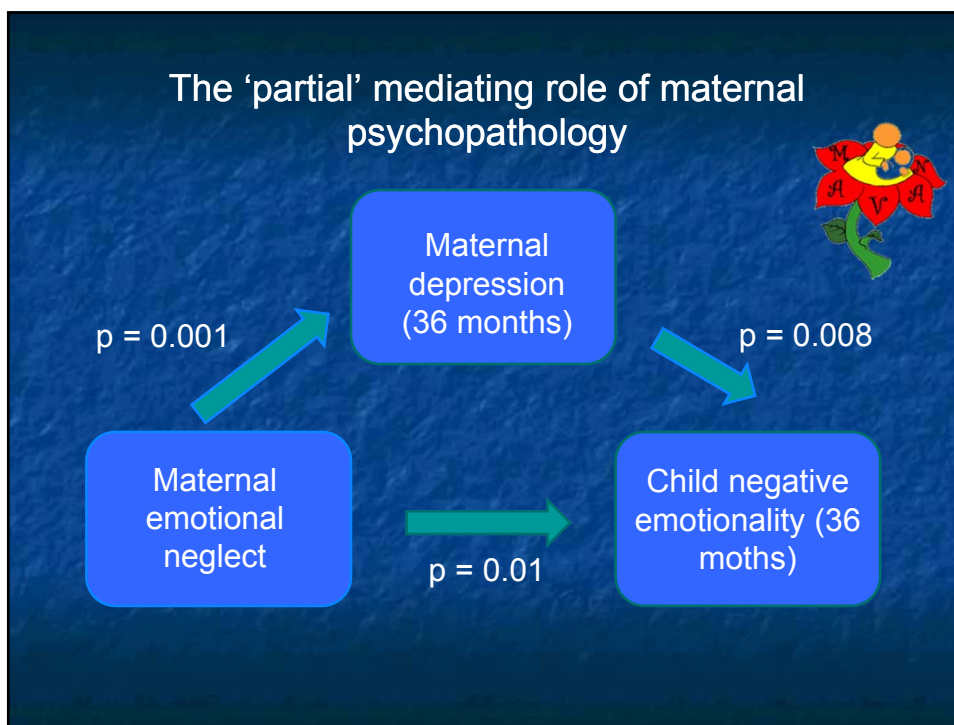 The ‘partial’ mediating role of maternal
psychopathology
M N
A V A
Maternal
depression
(36 months)
p = 0.001
p = 0.008
Maternal
emotional
neglect
p = 0.01
Child negative
emotionality (36
moths)